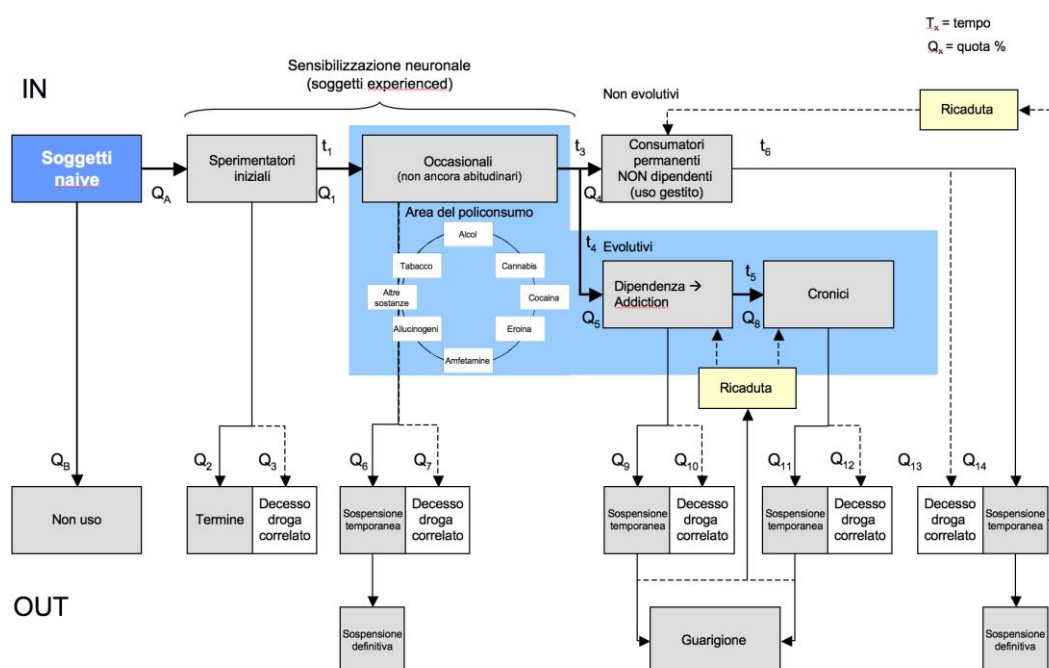 Tx = tempo
Qx = quota %
Sensibilizzazione neuronale
(soggetti experienced)
IN
Non evolutivi
Ricaduta
Soggetti
naive
QA
Sperimentatori
iniziali
t1
Q1
Occasionali
(non ancora abitudinari)
t3
Q4
Consumatori
permanenti
NON dipendenti
(uso gestito)
t6
Area del policonsumo
Alcol
Tabacco
Cannabis
Altre
sostanze
Cocaina
Allucinogeni
Eroina
Amfetamine
t4
Evolutivi
Q5
Dipendenza →
Addiction
t5
Q8
Cronici
Ricaduta
QB
Q2
Q3
Q6
Q7
Q9
Q10
Q11
Q12
Q13
Q14
Non uso
Termine
Decesso
droga
correlato
Sospensione
temporanea
Decesso
droga
correlato
Sospensione
temporanea
Decesso
droga
correlato
Sospensione
temporanea
Decesso
droga
correlato
Decesso
droga
correlato
Sospensione
temporanea
OUT
Sospensione
definitiva
Guarigione
Sospensione
definitiva